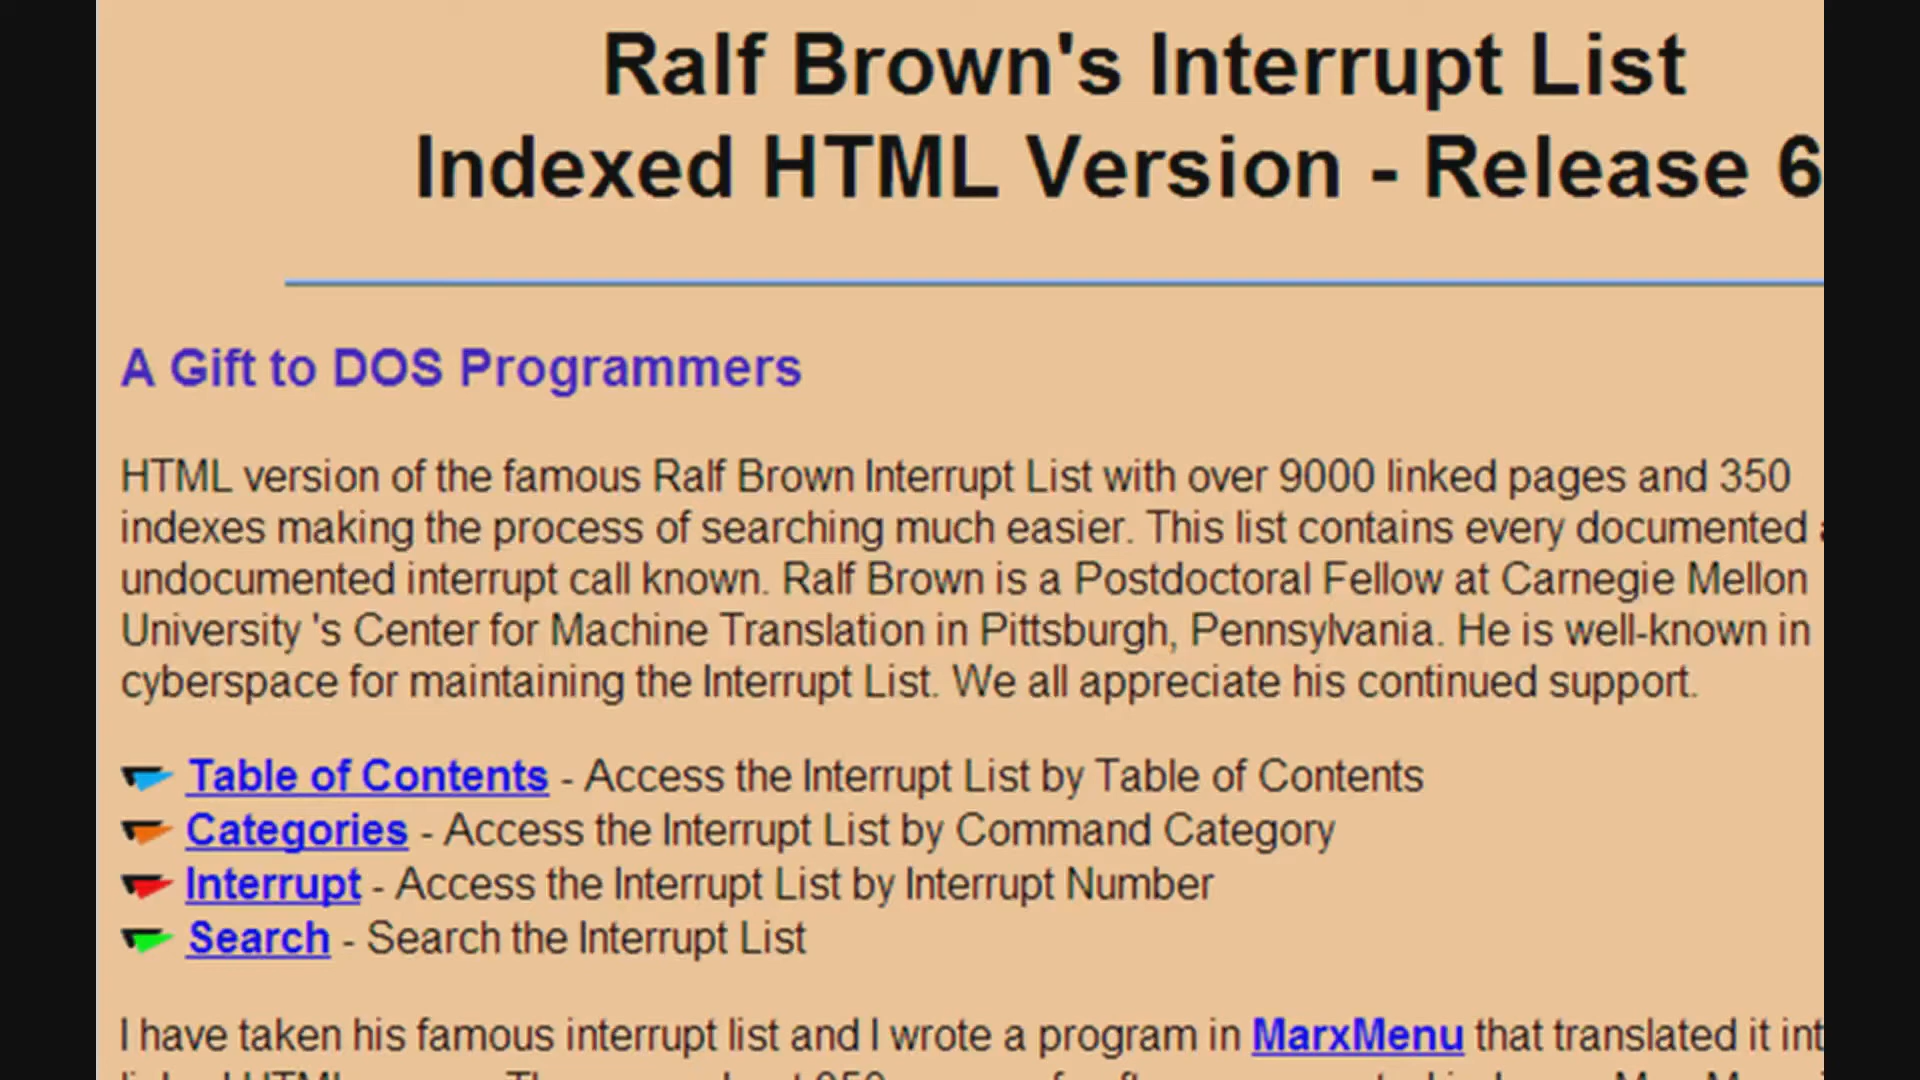 Ralf Brown's Interrupt List
Indexed HTML Version - Release 6
A Gift to DOS Programmers
HTML version of the famous Ralf Brown Interrupt List with over 9000 linked pages and 350
indexes making the process of searching much easier. This list contains every documented
undocumented interrupt call known. Ralf Brown is a Postdoctoral Fellow at Carnegie Mellon
University 's Center for Machine Translation in Pittsburgh, Pennsylvania. He is well-known in
cyberspace for maintaining the Interrupt List. We all appreciate his continued support.
Table of Contents - Access the Interrupt List by Table of Contents
Categories - Access the Interrupt List by Command Category
Interrupt - Access the Interrupt List by Interrupt Number
Search - Search the Interrupt List
I have taken his famous interrupt list and I wrote a program in MarxMenu that translated it int